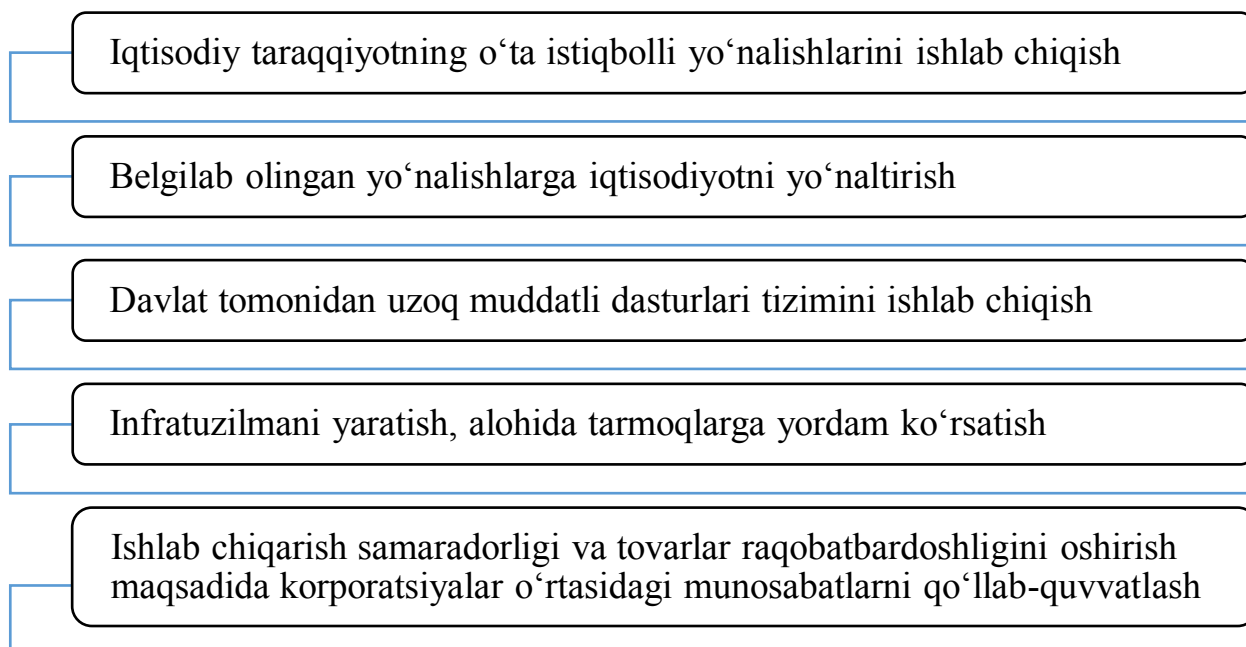 Iqtisodiy taraqqiyotning o‘ta istiqbolli yo‘nalishlarini ishlab chiqish
Belgilab olingan yo‘nalishlarga iqtisodiyotni yo‘naltirish
Davlat tomonidan uzoq muddatli dasturlari tizimini ishlab chiqish
Infratuzilmani yaratish, alohida tarmoqlarga yordam ko‘rsatish
Ishlab chiqarish samaradorligi va tovarlar raqobatbardoshligini oshirish
maqsadida korporatsiyalar o‘rtasidagi munosabatlarni qo‘llab-quvvatlash